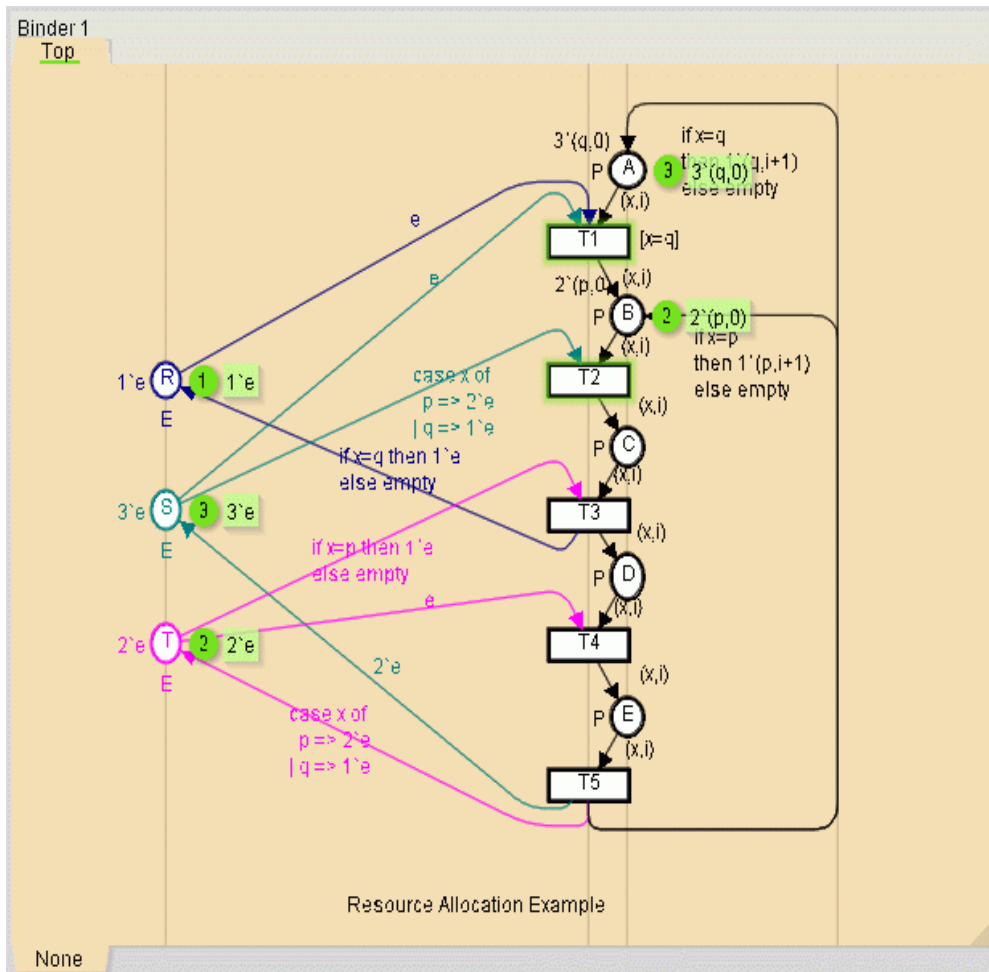 Binder 1
Top
3`(q,0)
if x=q
then 1`(q,i+1)
else empty
P
A
3
3`(q,0)
(x,i)
e
T1
[x=q]
e
2`(p,0)
(x,i)
P
B
2
2`(p,0)
if x=p
then 1`(p,i+1)
else empty
(x,i)
1`e
R
1
1`e
E
case x of
p => 2`e
| q => 1`e
T2
(x,i)
P
C
(x,i)
if x=q then 1`e
else empty
3`e
S
3
3`e
E
T3
(x,i)
if x=p then 1`e
else empty
P
D
(x,i)
e
2`e
T
2
2`e
E
T4
2`e
(x,i)
case x of
p => 2`e
| q => 1`e
P
E
(x,i)
T5
Resource Allocation Example
None